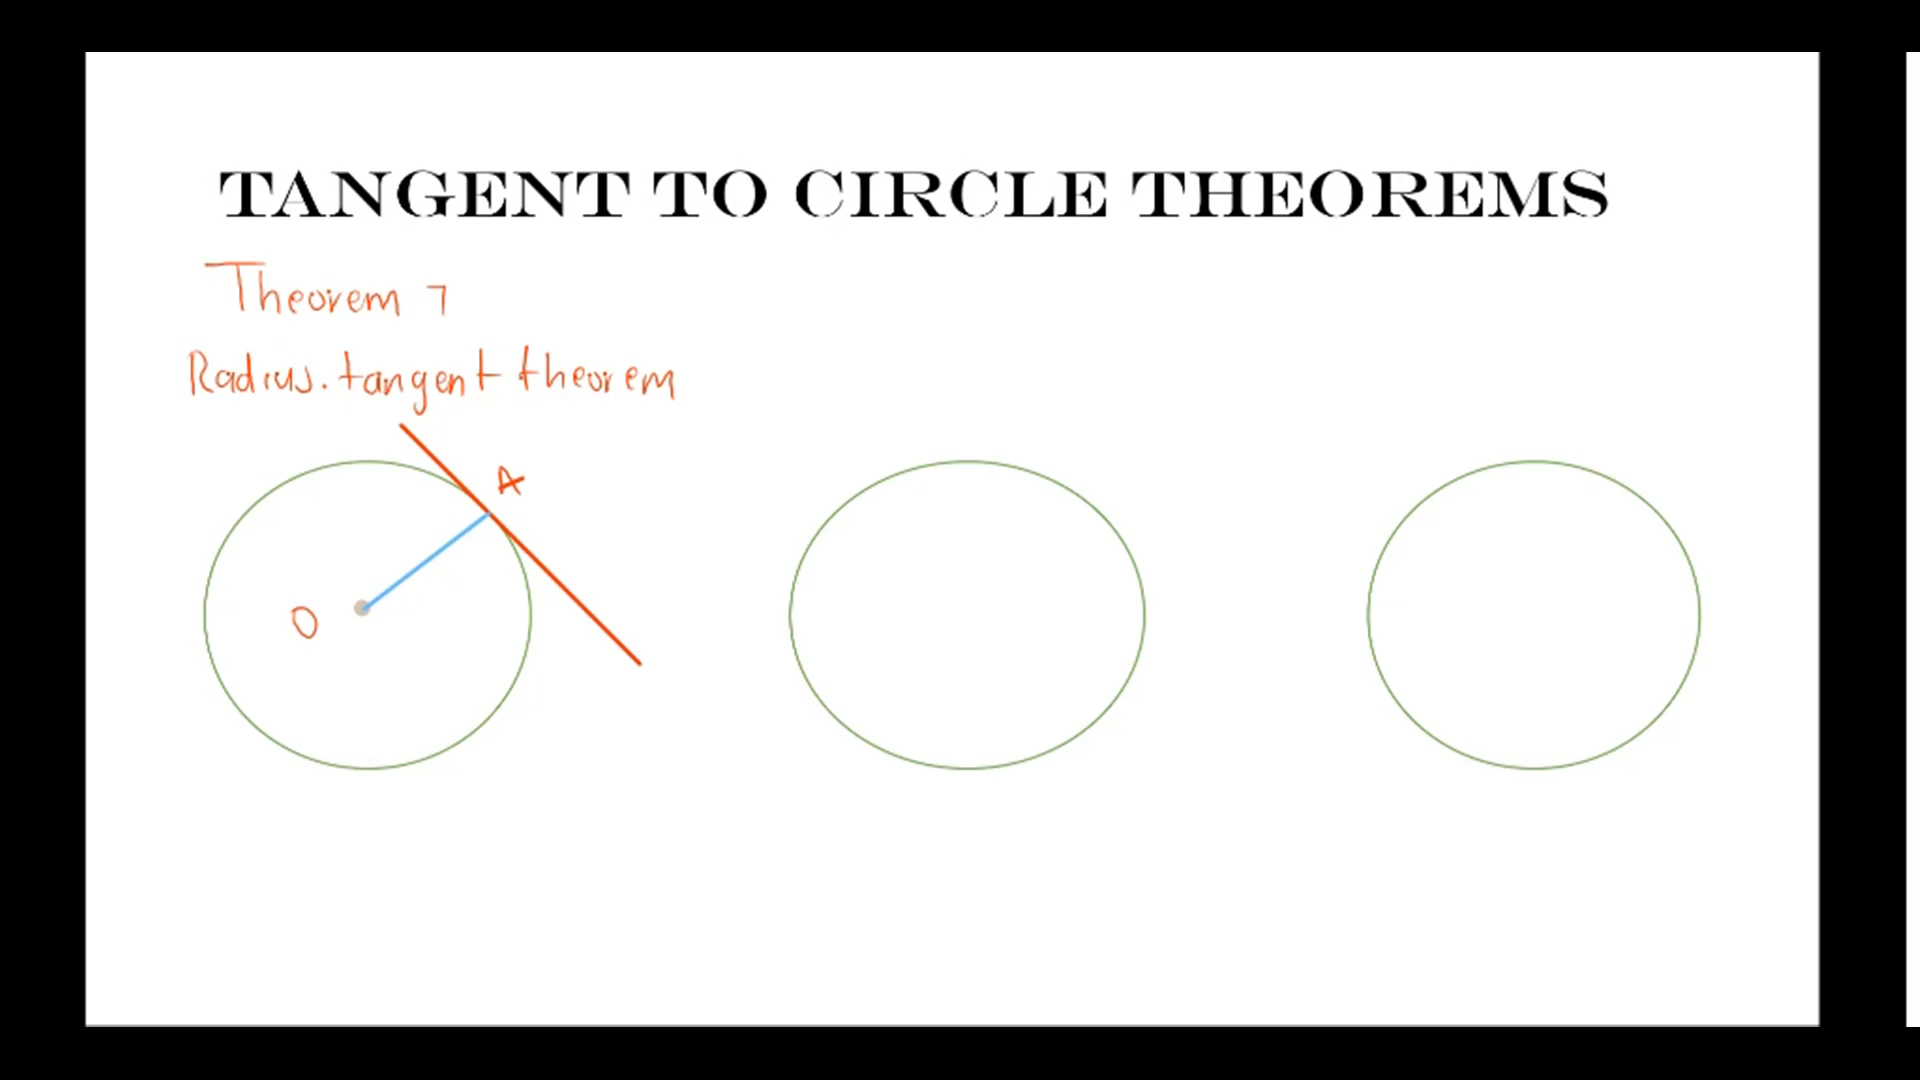 TANGENT TO CIRCLE THEOREMS
Theorem 7
Radius.tangent theorem
A
O